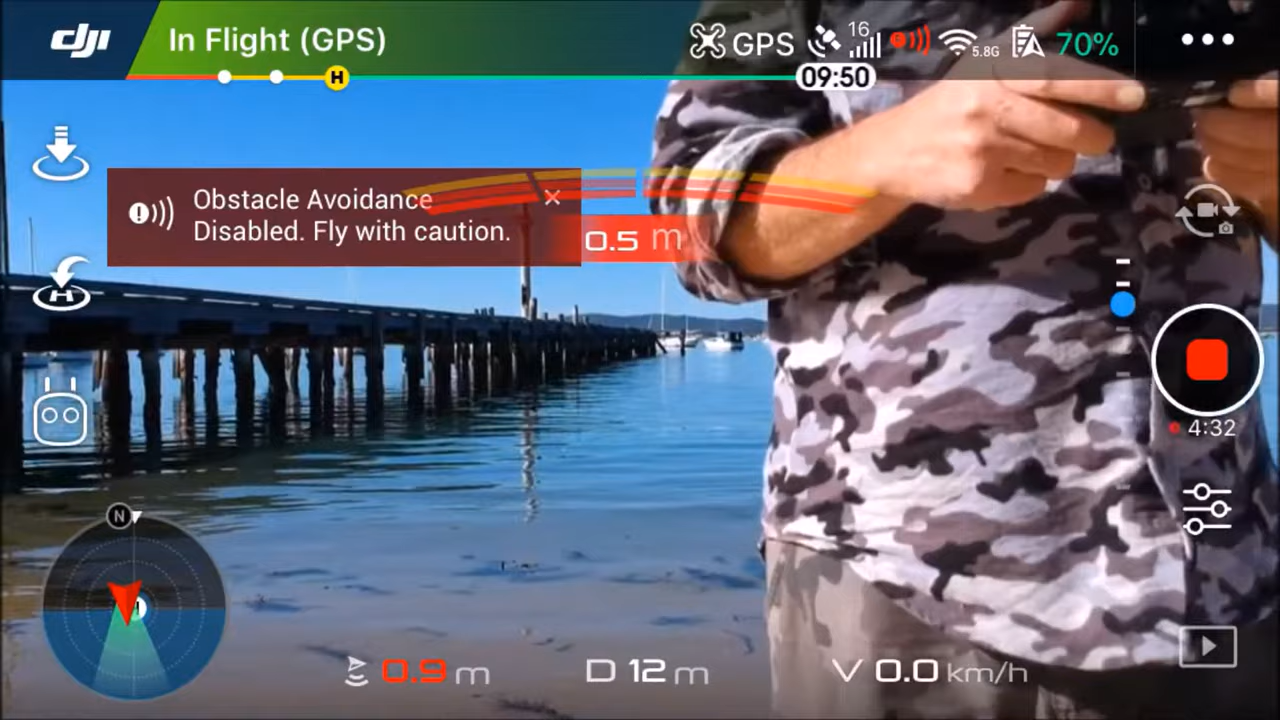 dji
In Flight (GPS)
GPS
16
5.8G
70%
H
09:50
Obstacle Avoidance
Disabled. Fly with caution.
0.5 m
H
4:32
N
H
0.9 m
D 12 m
V 0.0 km/h